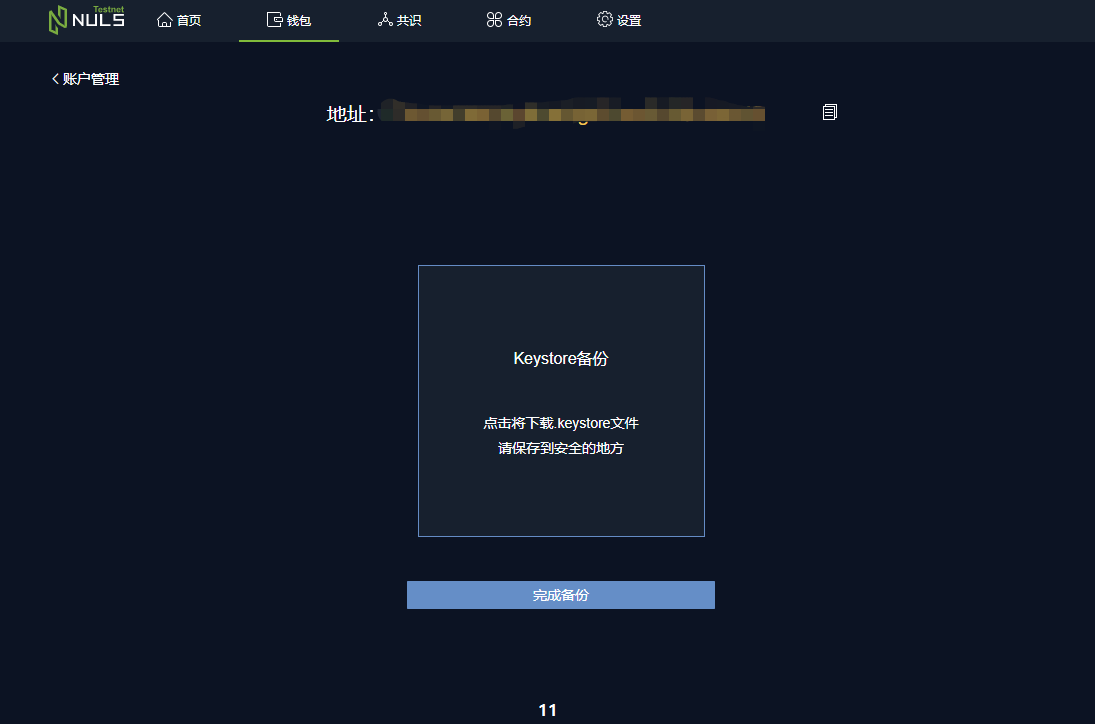 Testnet
NULS 首页 钱包 共识 合约 设置
账户管理
地址：
Keystore备份
点击将下载.keystore文件
请保存到安全的地方
完成备份
11